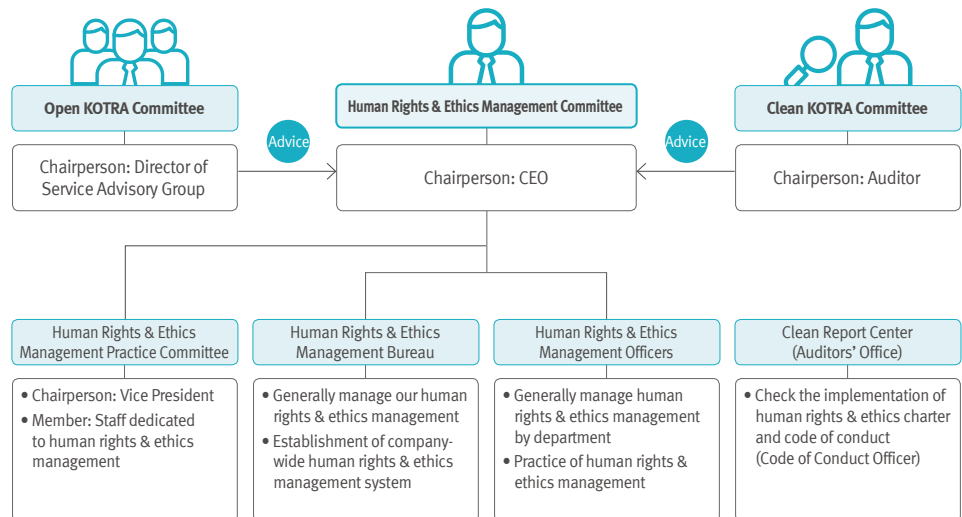 Open KOTRA Committee
Human Rights & Ethics Management Committee
Clean KOTRA Committee
Advice
Advice
Chairperson: Director of
Service Advisory Group
Chairperson: CEO
Chairperson: Auditor
Human Rights & Ethics
Management Practice Committee
• Chairperson: Vice President
• Member: Staff dedicated
to human rights & ethics
management
Human Rights & Ethics
Management Bureau
• Generally manage our human
rights & ethics management
• Establishment of company-
wide human rights & ethics
management system
Human Rights & Ethics
Management Officers
• Generally manage human
rights & ethics management
by department
• Practice of human rights &
ethics management
Clean Report Center
(Auditors’ Office)
• Check the implementation of
human rights & ethics charter
and code of conduct
(Code of Conduct Officer)